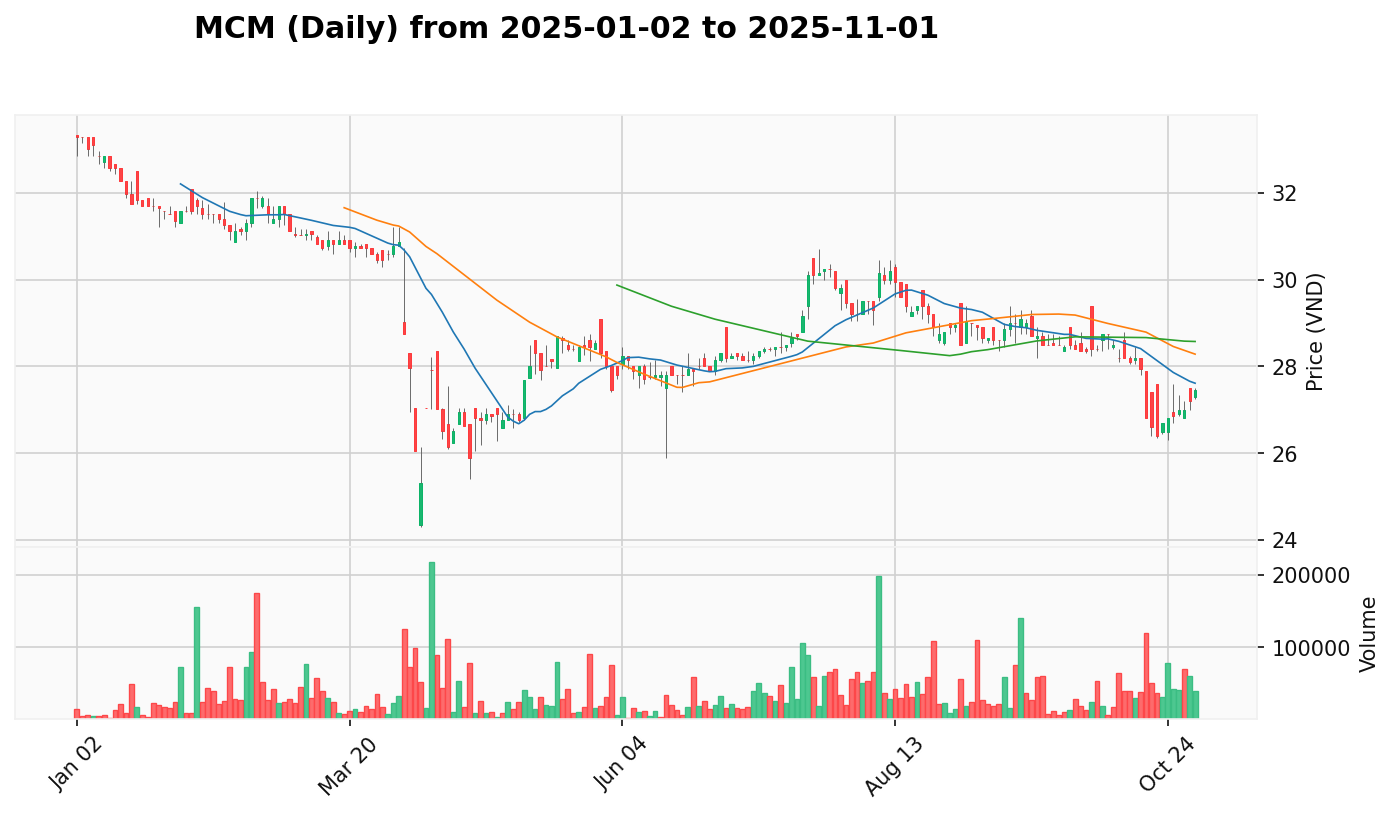 MCM (Daily) from 2025-01-02 to 2025-11-01
32
30
28
26
24
Price (VND)
200000
100000
Volume
Jan 02
Mar 20
Jun 04
Aug 13
Oct 24